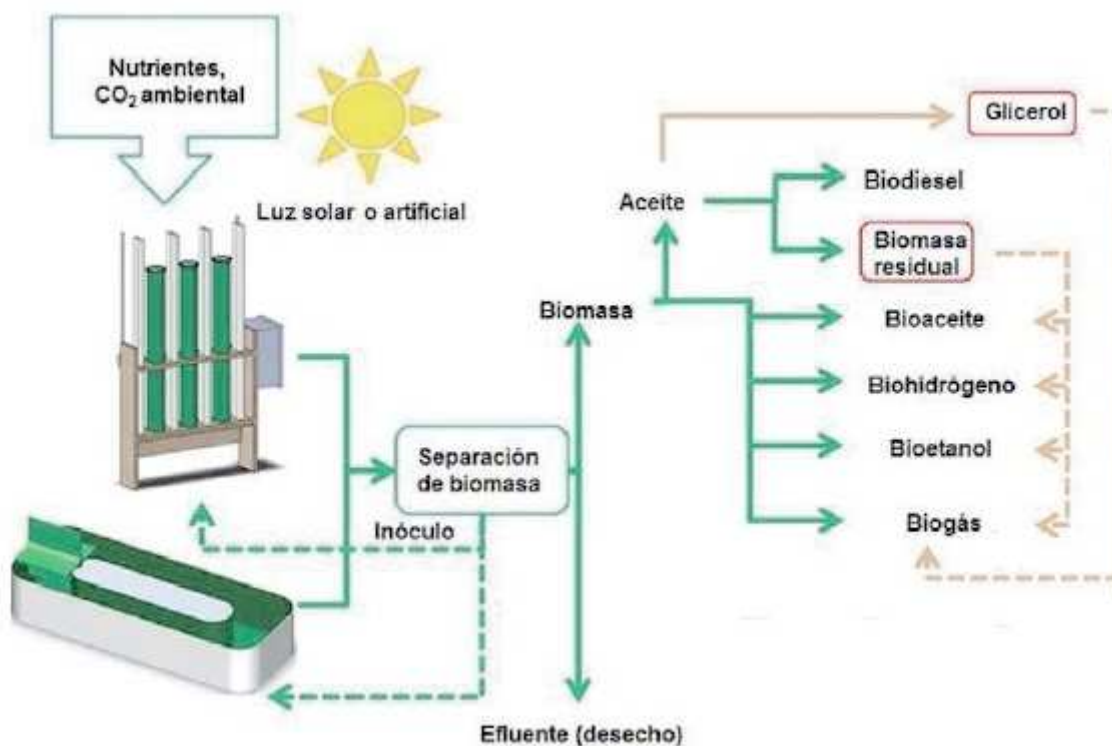 Nutrientes,
CO₂ ambiental
Luz solar o artificial
Glicerol
Aceite
Biodiesel
Biomasa
residual
Biomasa
Bioaceite
Biohidrógeno
Separación
de biomasa
Bioetanol
Inóculo
Biogás
Efluente (desecho)